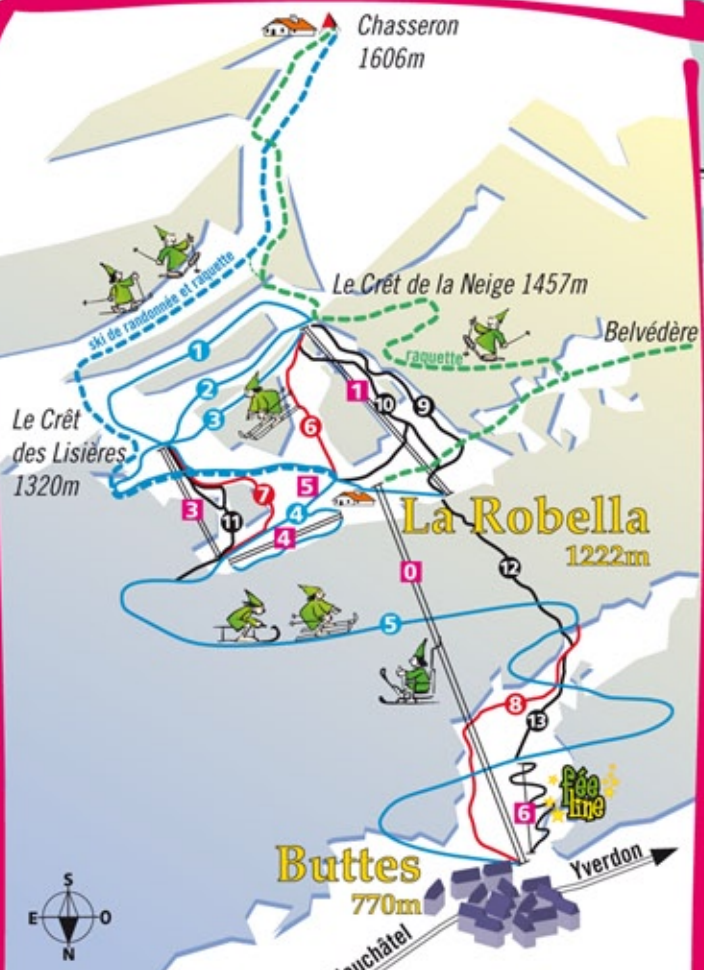 Chasseron
1606m
Le Crêt de la Neige 1457m
Belvédère
ski de randonnée et raquette
raquette
1
2
3
1
10
9
6
Le Crêt
des Lisières
1320m
3
11
7
5
4
4
La Robella
1222m
0
12
5
8
13
6
fée
line
Buttes
770m
Yverdon
S
E
O
N